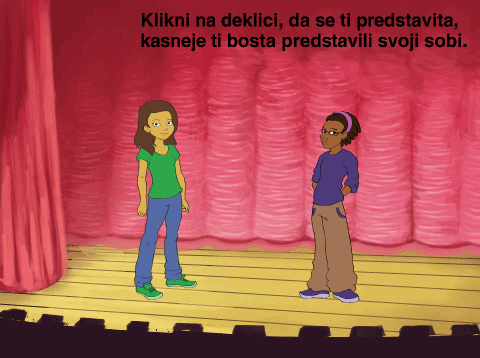 Klikni na deklici, da se ti predstavita,
kasneje ti bosta predstavili svoji sobi.